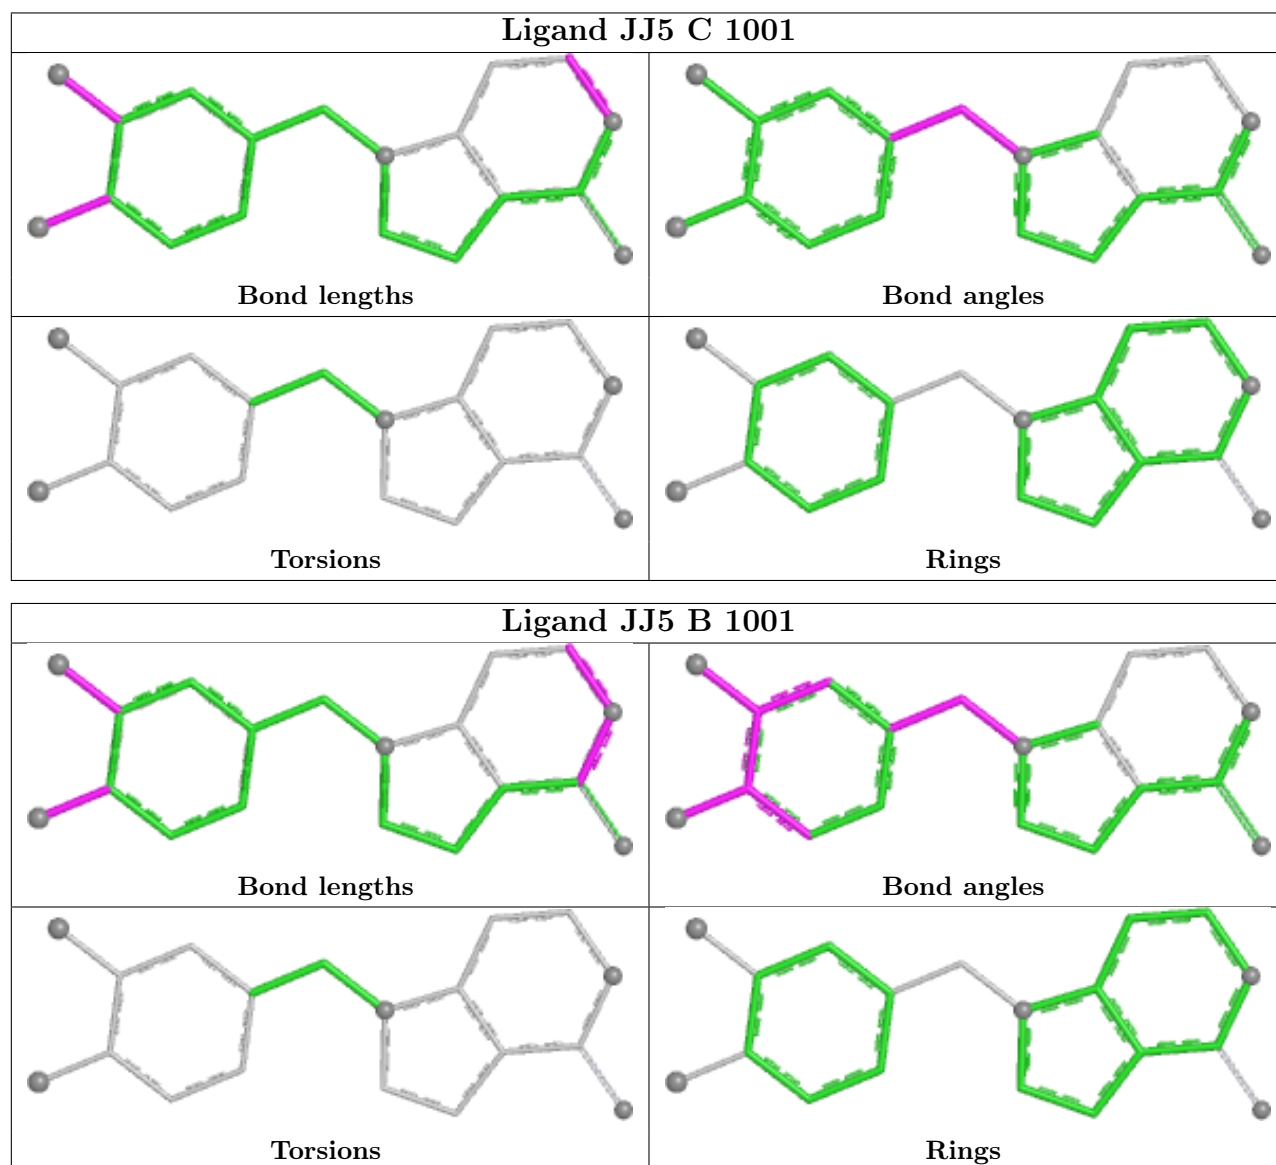 Ligand JJ5 C 1001
Bond lengths
Bond angles
Torsions
Rings
Ligand JJ5 B 1001
Bond lengths
Bond angles
Torsions
Rings